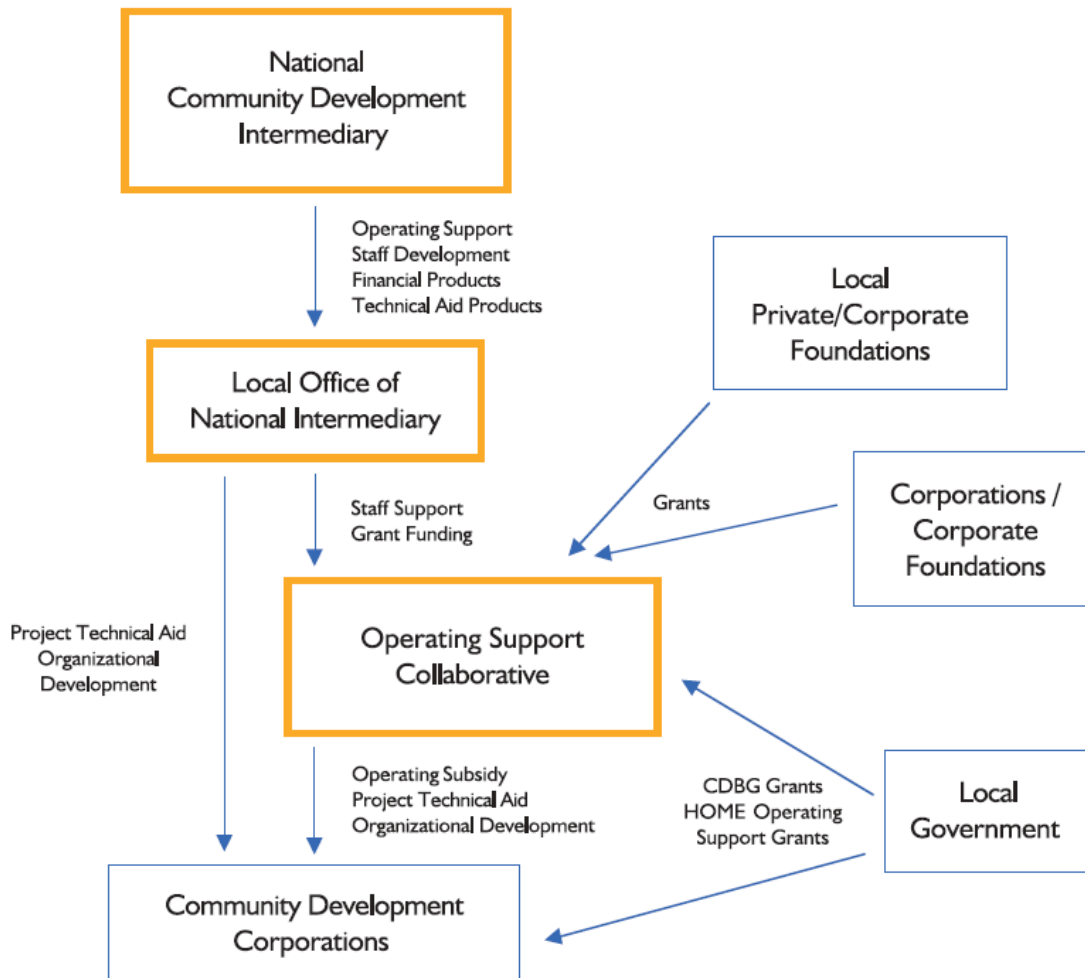 National
Community Development
Intermediary
Operating Support
Staff Development
Financial Products
Technical Aid Products
Local
Private/Corporate
Foundations
Local Office of
National Intermediary
Staff Support
Grant Funding
Grants
Corporations /
Corporate
Foundations
Project Technical Aid
Organizational
Development
Operating Support
Collaborative
Operating Subsidy
Project Technical Aid
Organizational Development
CDBG Grants
HOME Operating
Support Grants
Local
Government
Community Development
Corporations